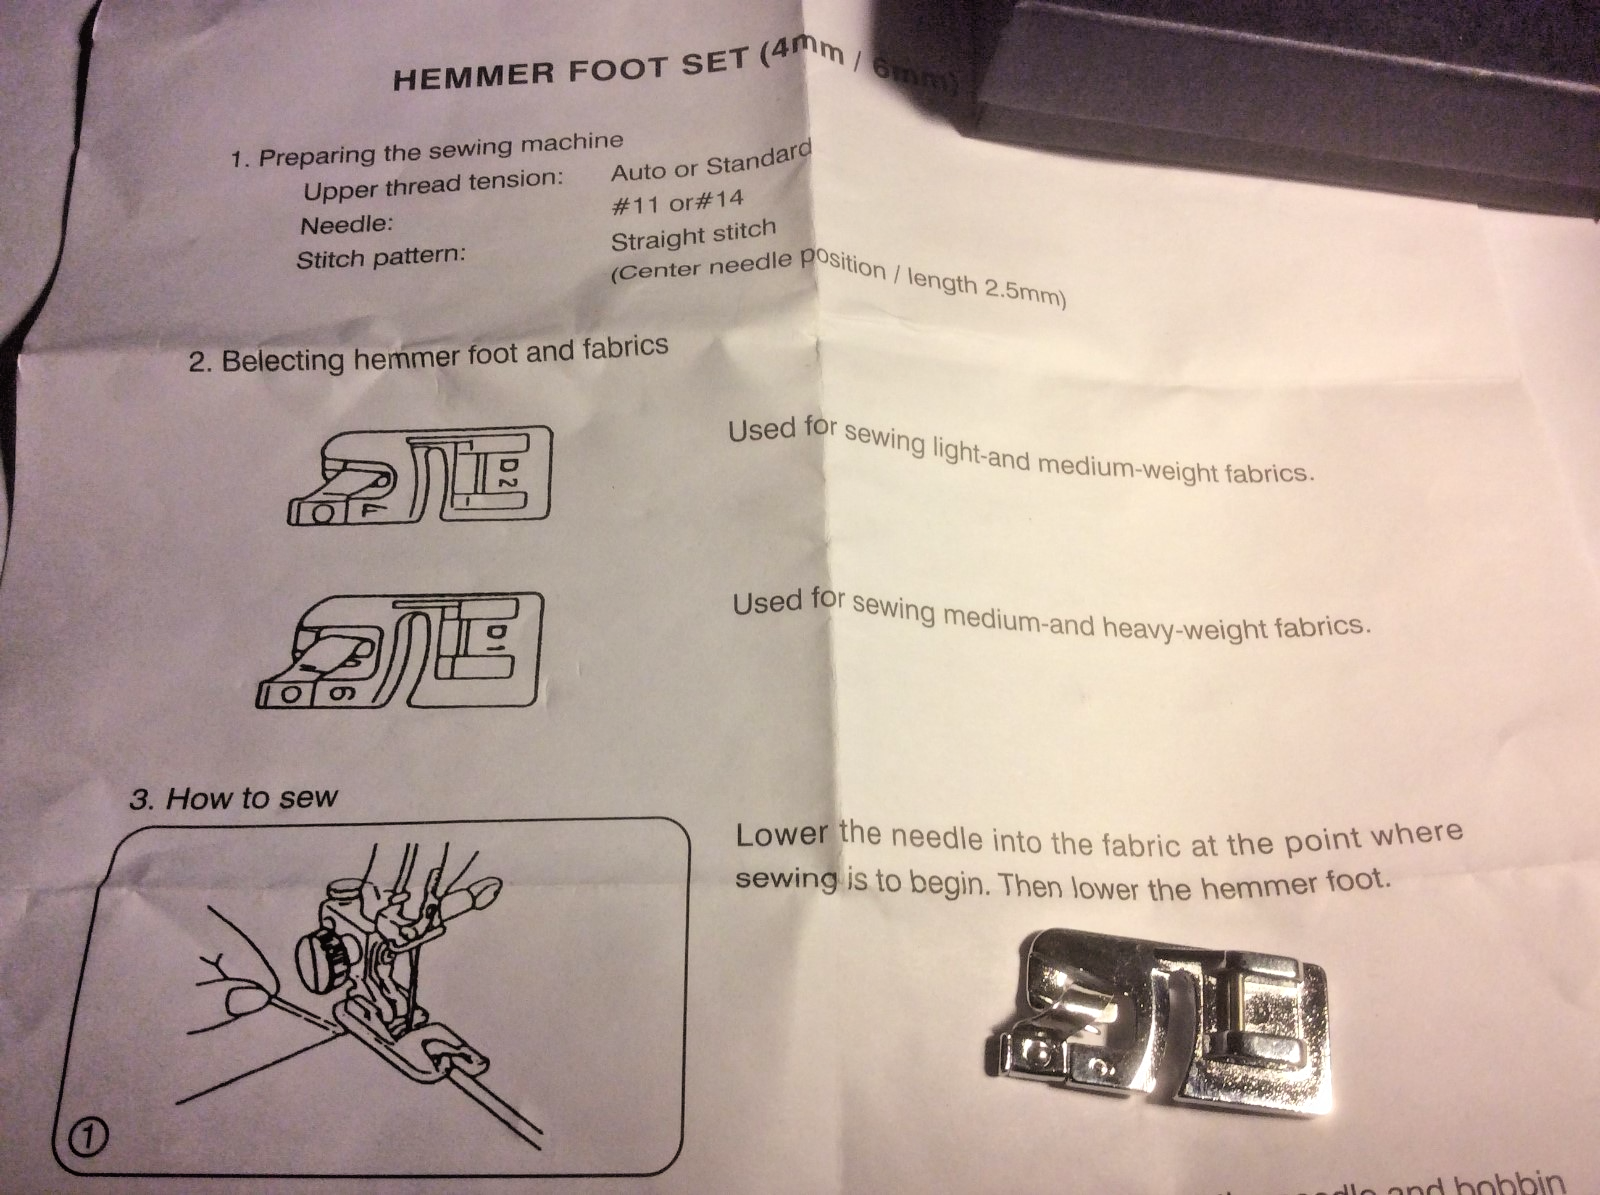 HEMMER FOOT SET (4mm / 6mm)
1. Preparing the sewing machine
Upper thread tension: Auto or Standard
Needle: #11 or#14
Stitch pattern: Straight stitch
(Center needle position / length 2.5mm)
2. Belecting hemmer foot and fabrics
Used for sewing light-and medium-weight fabrics.
D2
Used for sewing medium-and heavy-weight fabrics.
D1
6
3. How to sew
Lower the needle into the fabric at the point where
sewing is to begin. Then lower the hemmer foot.
1
and bobbin